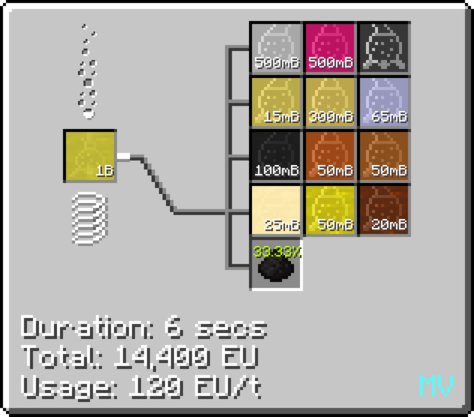 500mB 500mB
15mB 300mB 65mB
1B 100mB 50mB 50mB
25mB 50mB 20mB
33.33%
Duration: 6 secs
Total: 14,400 EU
Usage: 120 EU/t MV